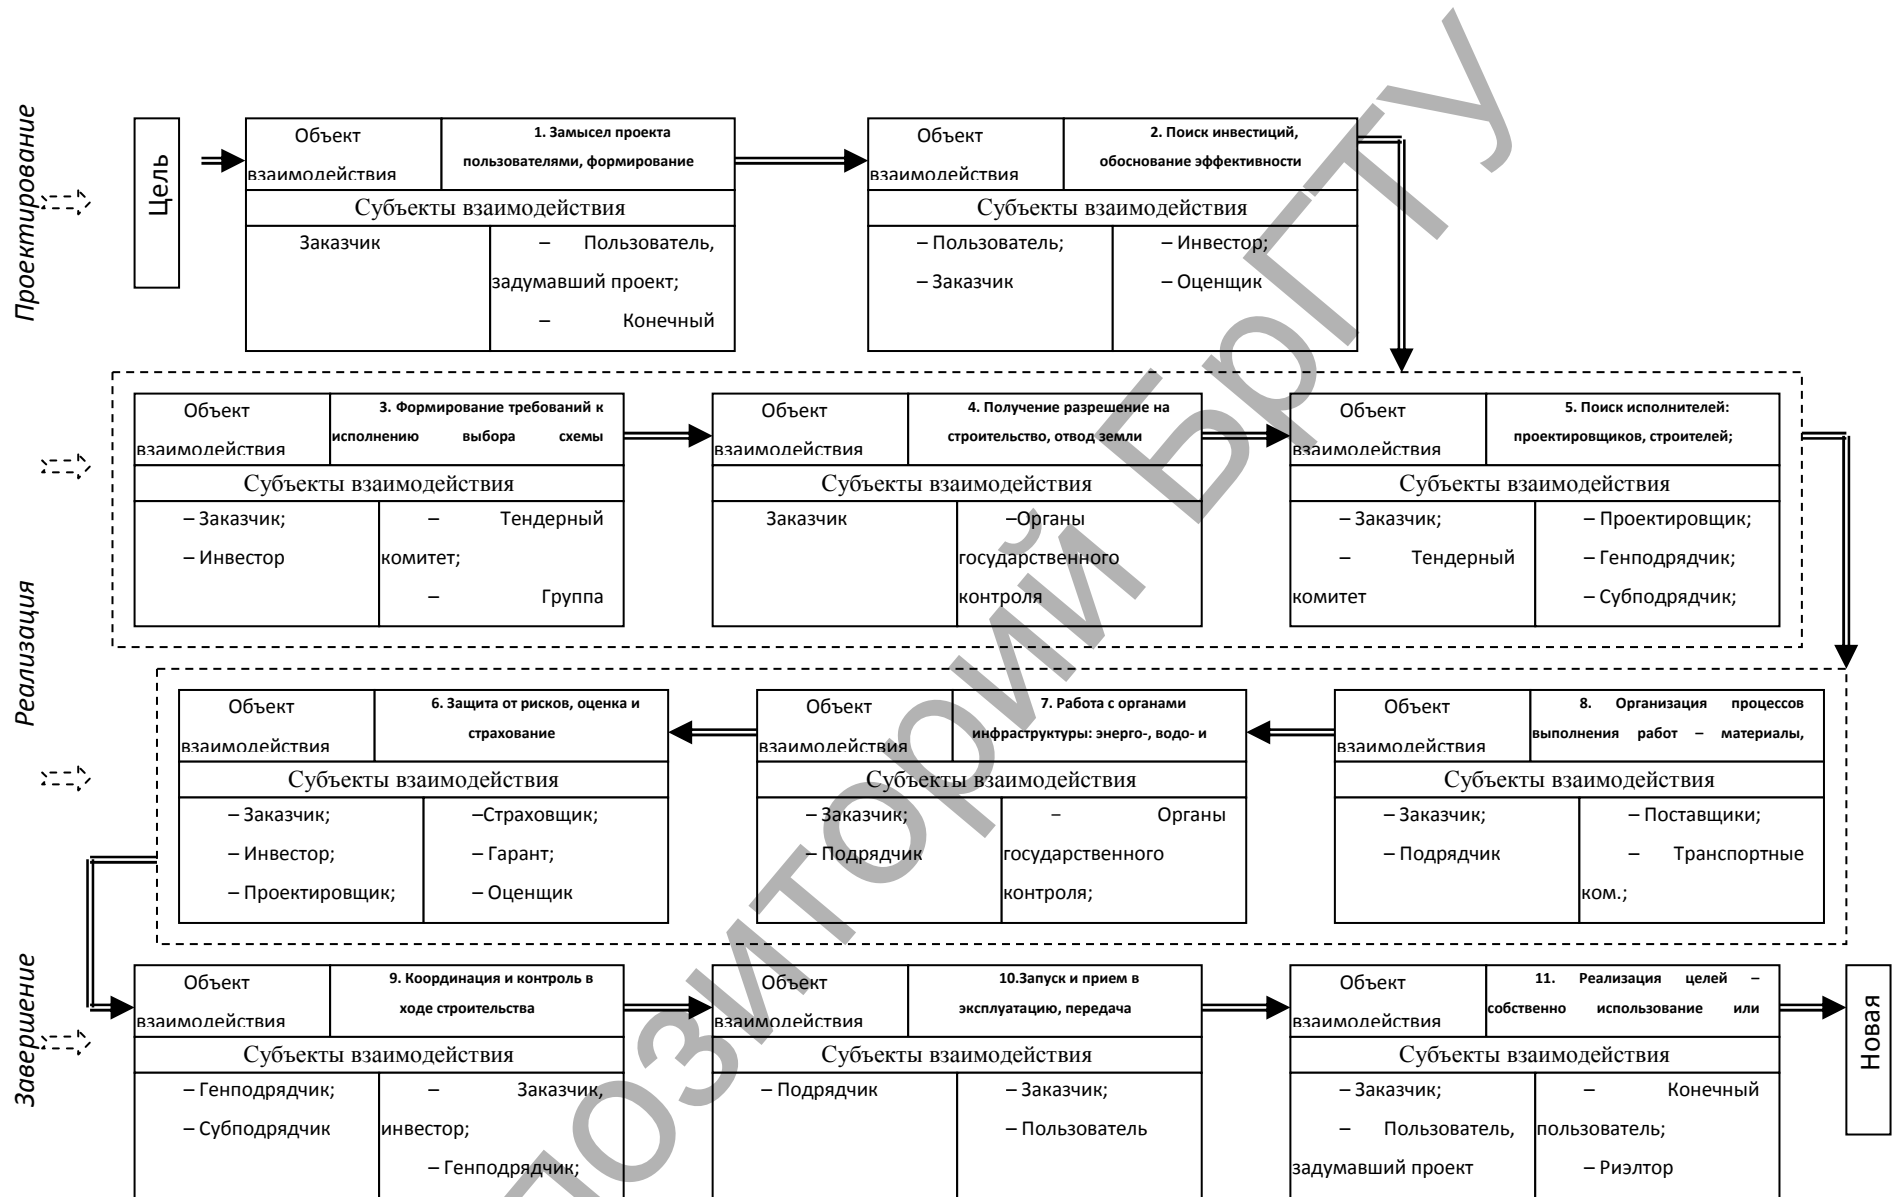 Проектирование
Цель
Объект
взаимодействия
1. Замысел проекта
пользователями, формирование
Субъекты взаимодействия
Заказчик
– Пользователь,
задумавший проект;
– Конечный
Объект
взаимодействия
2. Поиск инвестиций,
обоснование эффективности
Субъекты взаимодействия
– Пользователь;
– Заказчик
– Инвестор;
– Оценщик
Реализация
Объект
взаимодействия
3. Формирование требований к
исполнению выбора схемы
Субъекты взаимодействия
– Заказчик;
– Инвестор
– Тендерный
комитет;
– Группа
Объект
взаимодействия
4. Получение разрешение на
строительство, отвод земли
Субъекты взаимодействия
Заказчик
–Органы
государственного
контроля
Объект
взаимодействия
5. Поиск исполнителей:
проектировщиков, строителей;
Субъекты взаимодействия
– Заказчик;
– Тендерный
комитет
– Проектировщик;
– Генподрядчик;
– Субподрядчик;
Объект
взаимодействия
6. Защита от рисков, оценка и
страхование
Субъекты взаимодействия
– Заказчик;
– Инвестор;
– Проектировщик;
–Страховщик;
– Гарант;
– Оценщик
Объект
взаимодействия
7. Работа с органами
инфраструктуры: энерго-, водо- и
Субъекты взаимодействия
– Заказчик;
– Подрядчик
– Органы
государственного
контроля;
Объект
взаимодействия
8. Организация процессов
выполнения работ – материалы,
Субъекты взаимодействия
– Заказчик;
– Подрядчик
– Поставщики;
– Транспортные
ком.;
Завершение
Объект
взаимодействия
9. Координация и контроль в
ходе строительства
Субъекты взаимодействия
– Генподрядчик;
– Субподрядчик
– Заказчик,
инвестор;
– Генподрядчик;
Объект
взаимодействия
10.Запуск и прием в
эксплуатацию, передача
Субъекты взаимодействия
– Подрядчик
– Заказчик;
– Пользователь
Объект
взаимодействия
11. Реализация целей –
собственно использование или
Субъекты взаимодействия
– Заказчик;
– Пользователь,
задумавший проект
– Конечный
пользователь;
– Риэлтор
Новая
позиторий БрГТУ